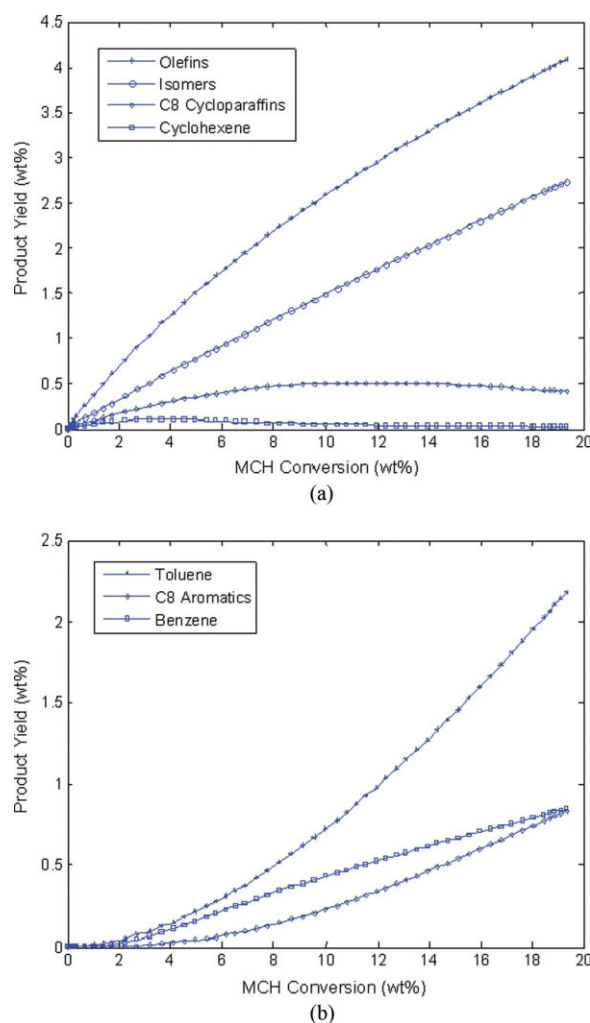 4.5
4
3.5
3
2.5
2
1.5
1
0.5
0
Product Yield (wt%)
Olefins
Isomers
C8 Cycloparaffins
Cyclohexene
0 2 4 6 8 10 12 14 16 18 20
MCH Conversion (wt%)
(a)
2.5
2
1.5
1
0.5
0
Product Yield (wt%)
Toluene
C8 Aromatics
Benzene
0 2 4 6 8 10 12 14 16 18 20
MCH Conversion (wt%)
(b)